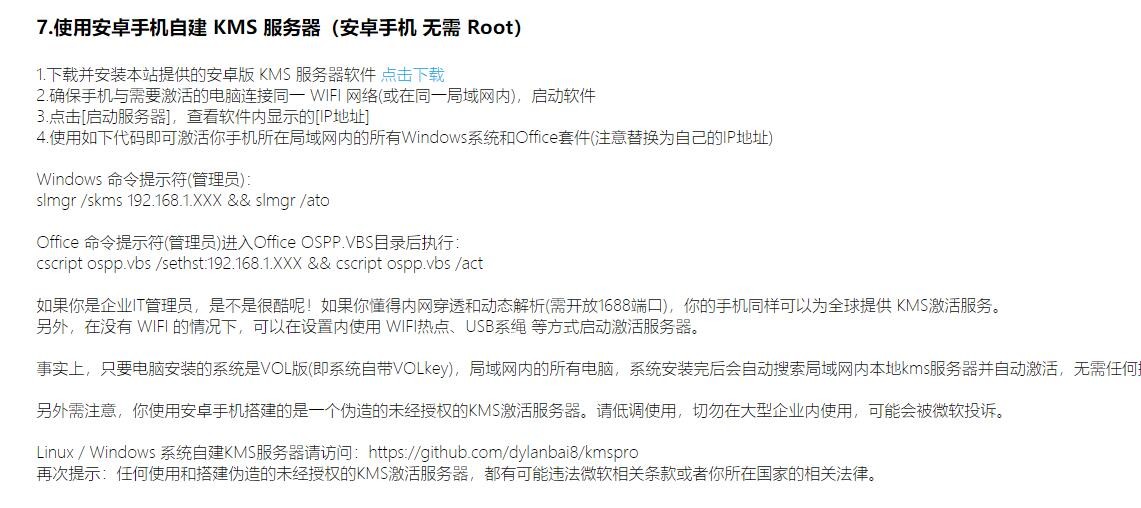 7.使用安卓手机自建 KMS 服务器（安卓手机 无需 Root）
1.下载并安装本站提供的安卓版 KMS 服务器软件 点击下载
2.确保手机与需要激活的电脑连接同一 WIFI 网络(或在同一局域网内)，启动软件
3.点击[启动服务器]，查看软件内显示的[IP地址]
4.使用如下代码即可激活你手机所在局域网内的所有Windows系统和Office套件(注意替换为自己的IP地址)
Windows 命令提示符(管理员)：
slmgr /skms 192.168.1.XXX && slmgr /ato
Office 命令提示符(管理员)进入Office OSPP.VBS目录后执行：
cscript ospp.vbs /sethst:192.168.1.XXX && cscript ospp.vbs /act
如果你是企业IT管理员，是不是很酷呢！如果你懂得内网穿透和动态解析(需开放1688端口)，你的手机同样可以为全球提供 KMS激活服务。
另外，在没有 WIFI 的情况下，可以在设置内使用 WIFI热点、USB系绳 等方式启动激活服务器。
事实上，只要电脑安装的系统是VOL版(即系统自带VOLkey)，局域网内的所有电脑，系统安装完后会自动搜索局域网内本地kms服务器并自动激活，无需任何
另外需注意，你使用安卓手机搭建的是一个伪造的未经授权的KMS激活服务器。请低调使用，切勿在大型企业内使用，可能会被微软投诉。
Linux / Windows 系统自建KMS服务器请访问：https://github.com/dylanbai8/kmspro
再次提示：任何使用和搭建伪造的未经授权的KMS激活服务器，都有可能违法微软相关条款或者你所在国家的相关法律。